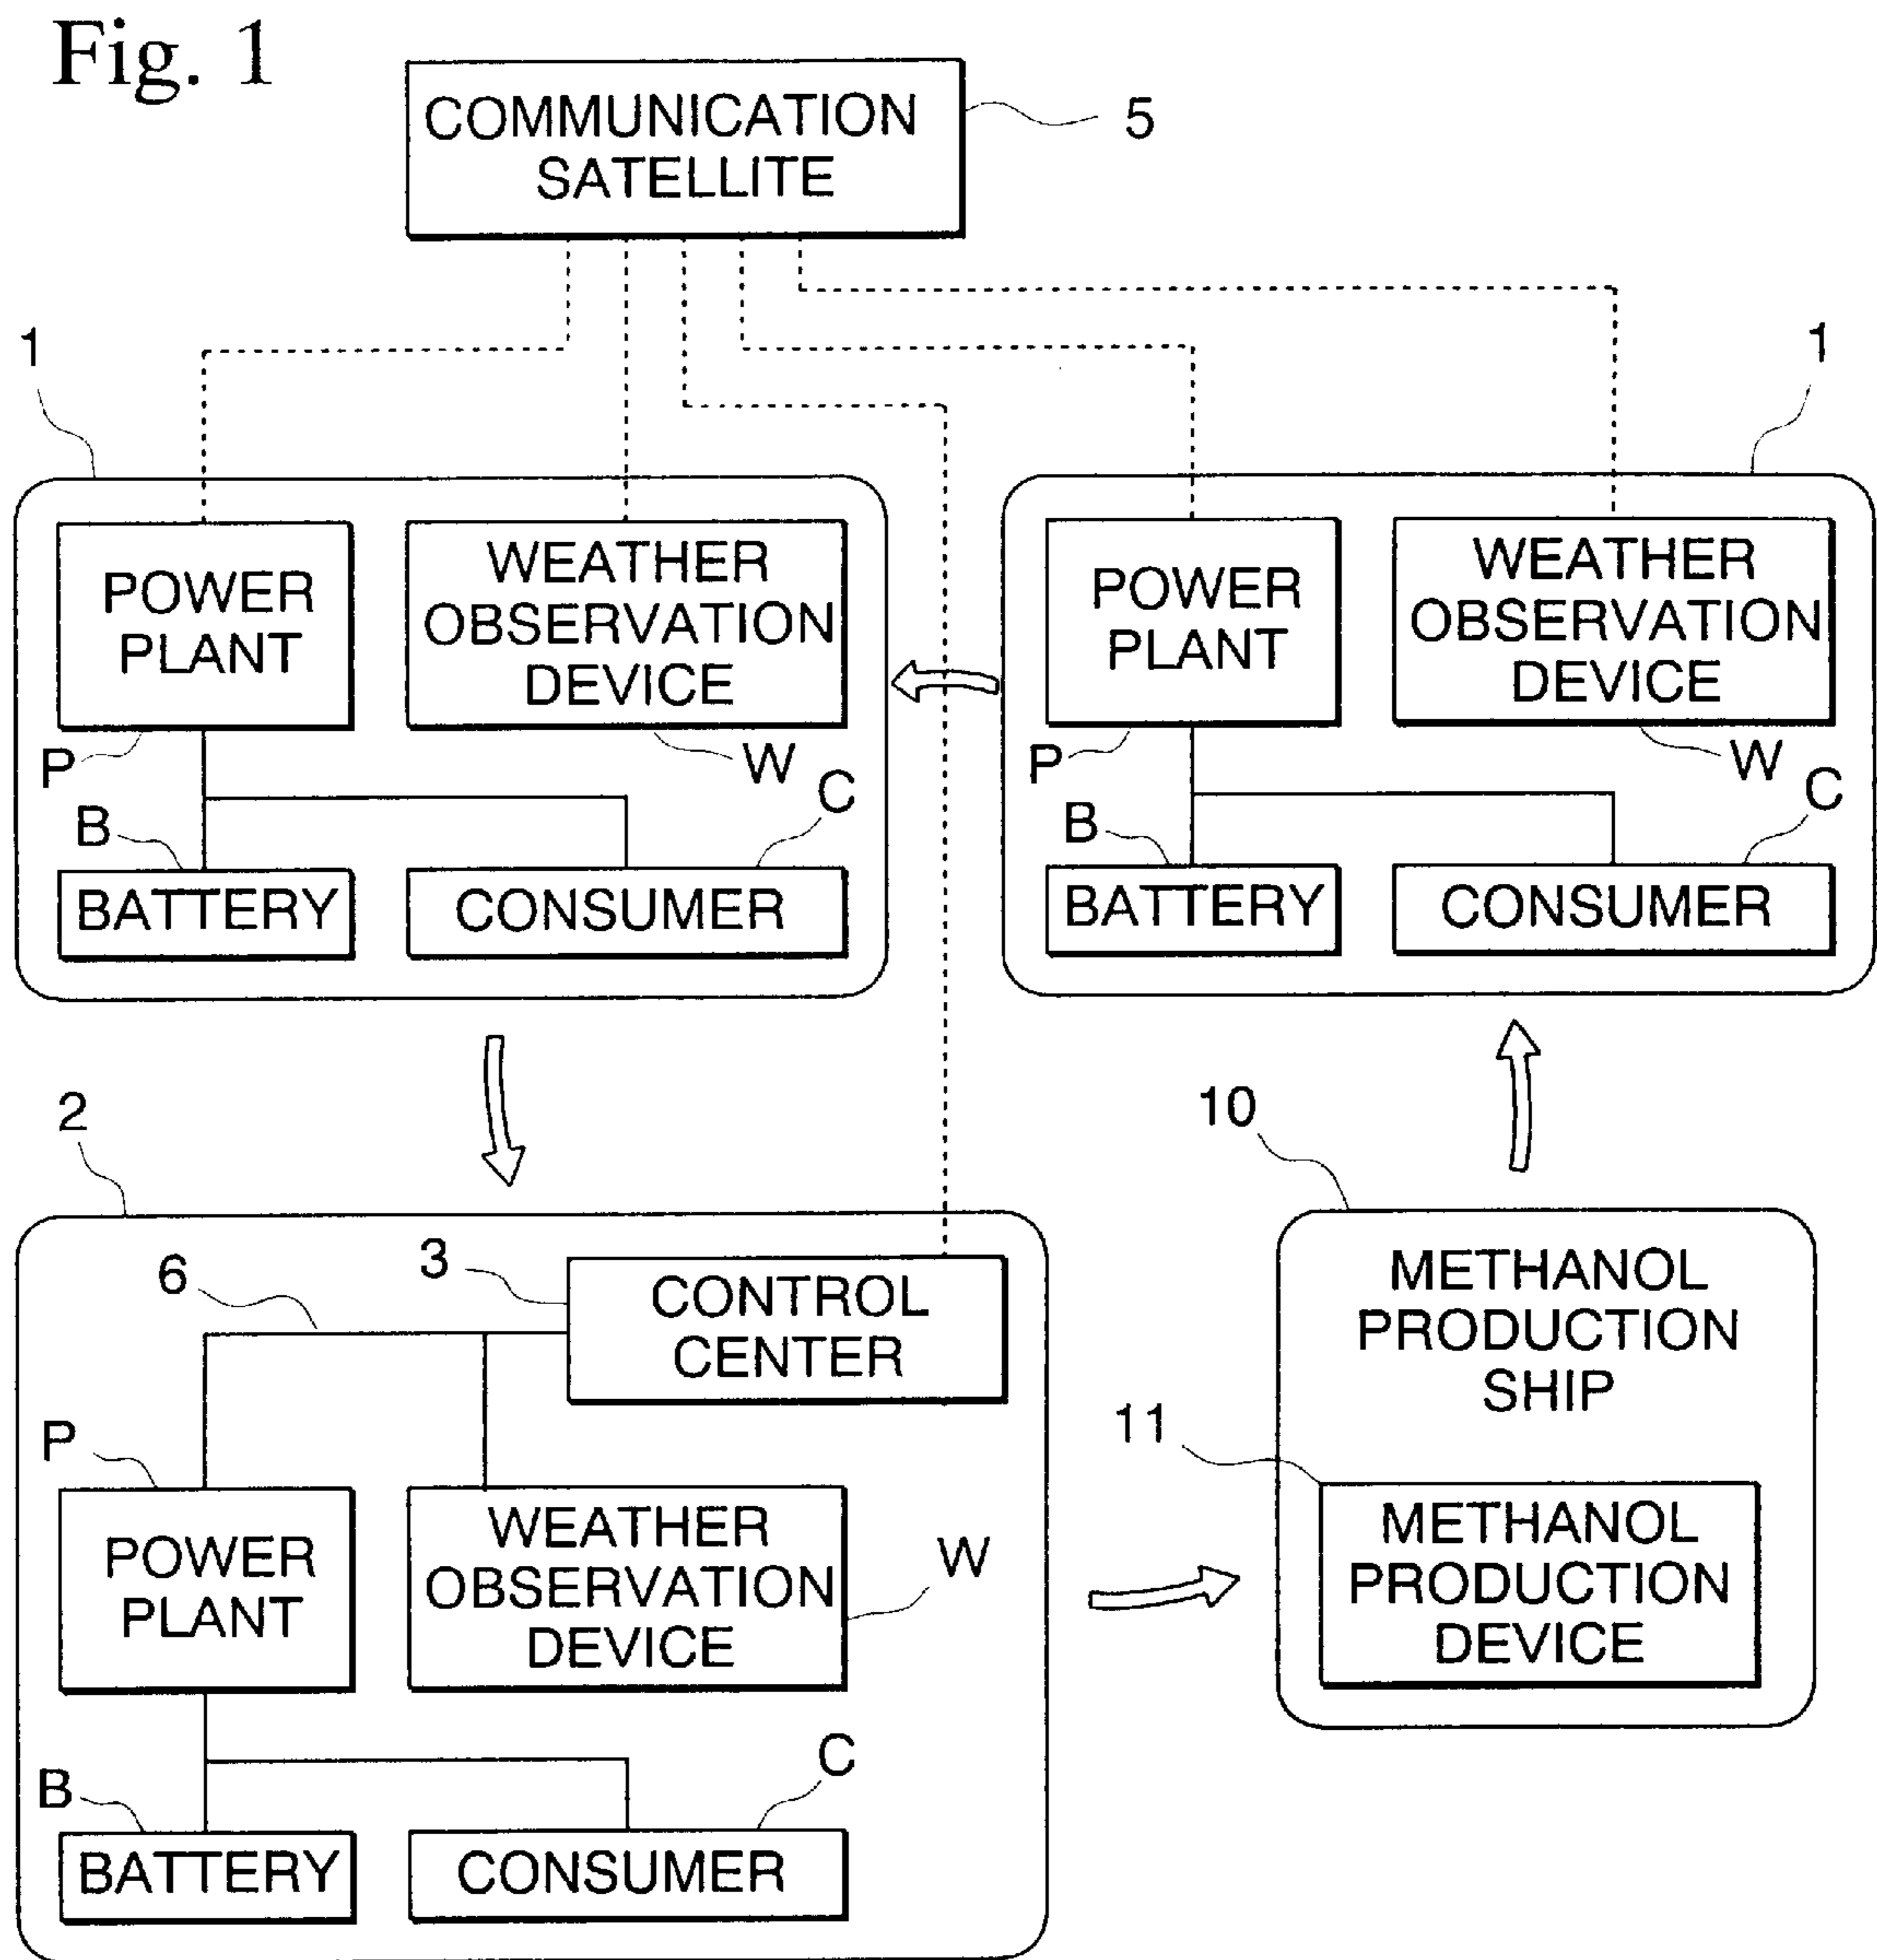 Fig. 1
COMMUNICATION
SATELLITE
5
1
1
POWER
PLANT
WEATHER
OBSERVATION
DEVICE
P
W
B
C
BATTERY
CONSUMER
POWER
PLANT
WEATHER
OBSERVATION
DEVICE
P
W
B
C
BATTERY
CONSUMER
2
3
6
CONTROL
CENTER
P
POWER
PLANT
WEATHER
OBSERVATION
DEVICE
W
B
C
BATTERY
CONSUMER
10
METHANOL
PRODUCTION
SHIP
11
METHANOL
PRODUCTION
DEVICE